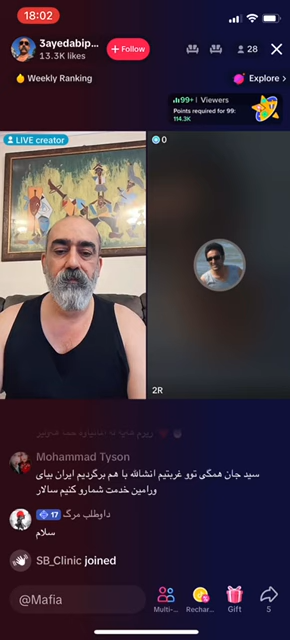 18:02
3ayedabip...
13.3K likes
+ Follow
28
Weekly Ranking
Explore >
99+ | Viewers
Points required for 99:
114.3K
LIVE creator
0
2R
Mohammad Tyson
سید جان همگی توو غربتیم انشالله با هم برگردیم ایران بیای
ورامین خدمت شمارو کنیم سالار
17 داوطلب مرگ
سلام
SB_Clinic joined
@Mafia
Multi-...
Rechar...
Gift
5